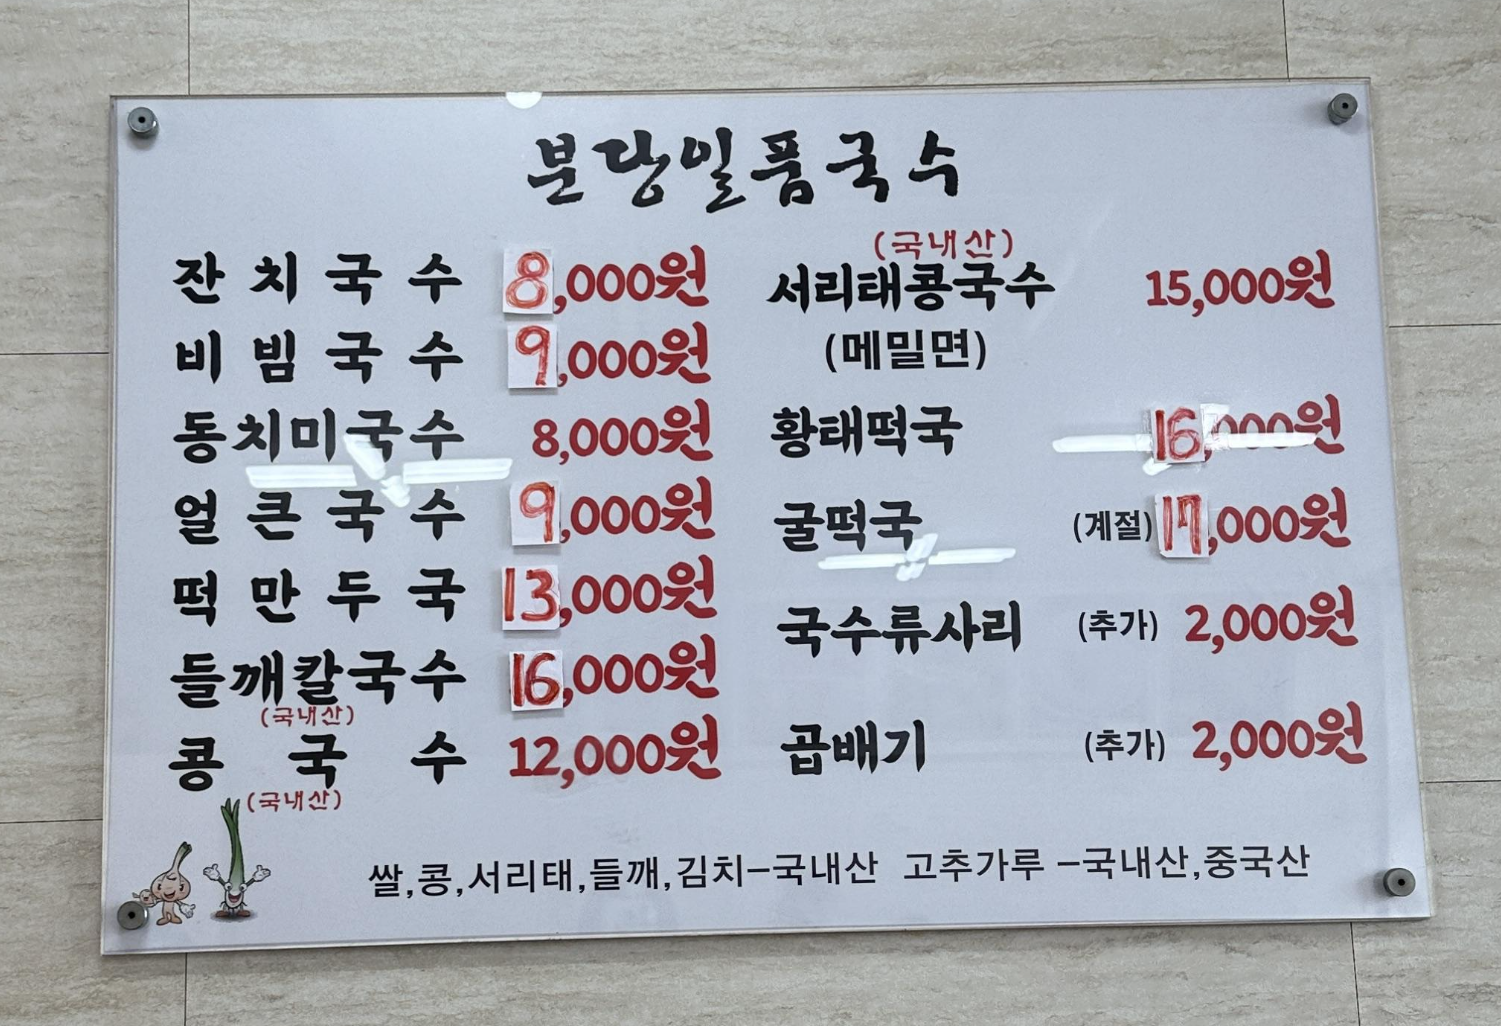 분당일품국수
잔치국수 8,000원
비빔국수 9,000원
동치미국수 8,000원
얼큰국수 9,000원
떡만두국 13,000원
들깨칼국수 16,000원
(국내산)
콩국수 12,000원
(국내산)
(국내산)
서리태콩국수 15,000원
(메밀면)
황태떡국 16,000원
굴떡국 (계절) 17,000원
국수류사리 (추가) 2,000원
곱배기 (추가) 2,000원
쌀,콩,서리태,들깨,김치-국내산 고추가루 -국내산,중국산